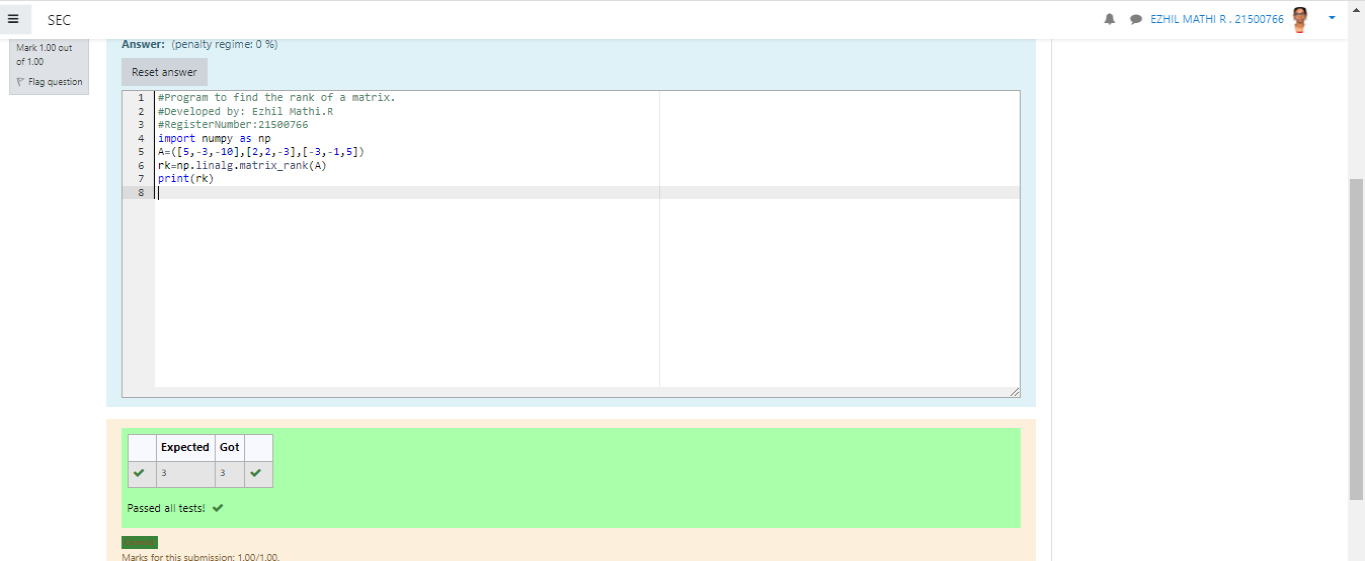 SEC
EZHIL MATHI R . 21500766
Mark 1.00 out
of 1.00
Flag question
Answer: (penalty regime: 0 %)
Reset answer
1 #Program to find the rank of a matrix.
2 #Developed by: Ezhil Mathi.R
3 #RegisterNumber:21500766
4 import numpy as np
5 A=([5,-3,-10],[2,2,-3],[-3,-1,5])
6 rk=np.linalg.matrix_rank(A)
7 print(rk)
8
Expected Got
3 3
Passed all tests!
Marks for this submission: 1.00/1.00.